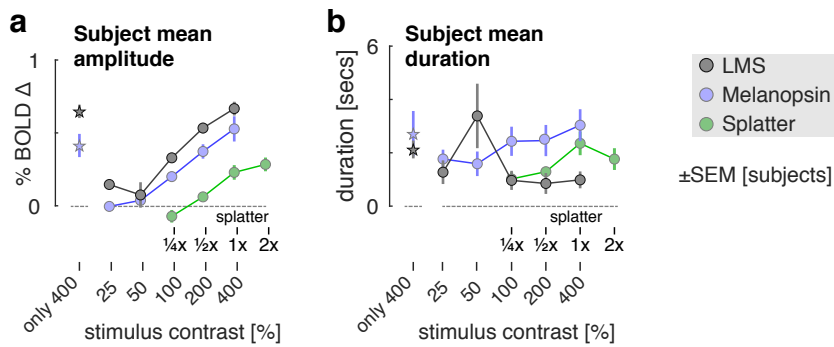 a
Subject mean
amplitude
1
% BOLD Δ
0
splatter
¼x ½x 1x 2x
only 400 25 50 100 200 400
stimulus contrast [%]
b
Subject mean
duration
6
duration [secs]
0
splatter
¼x ½x 1x 2x
only 400 25 50 100 200 400
stimulus contrast [%]
LMS
Melanopsin
Splatter
±SEM [subjects]